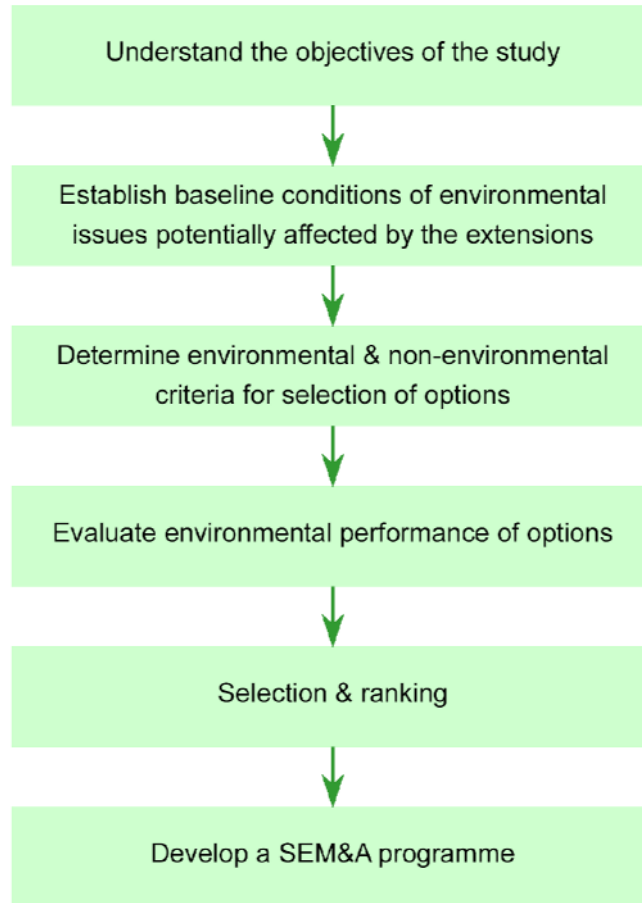 Understand the objectives of the study
Establish baseline conditions of environmental
issues potentially affected by the extensions
Determine environmental & non-environmental
criteria for selection of options
Evaluate environmental performance of options
Selection & ranking
Develop a SEM&A programme